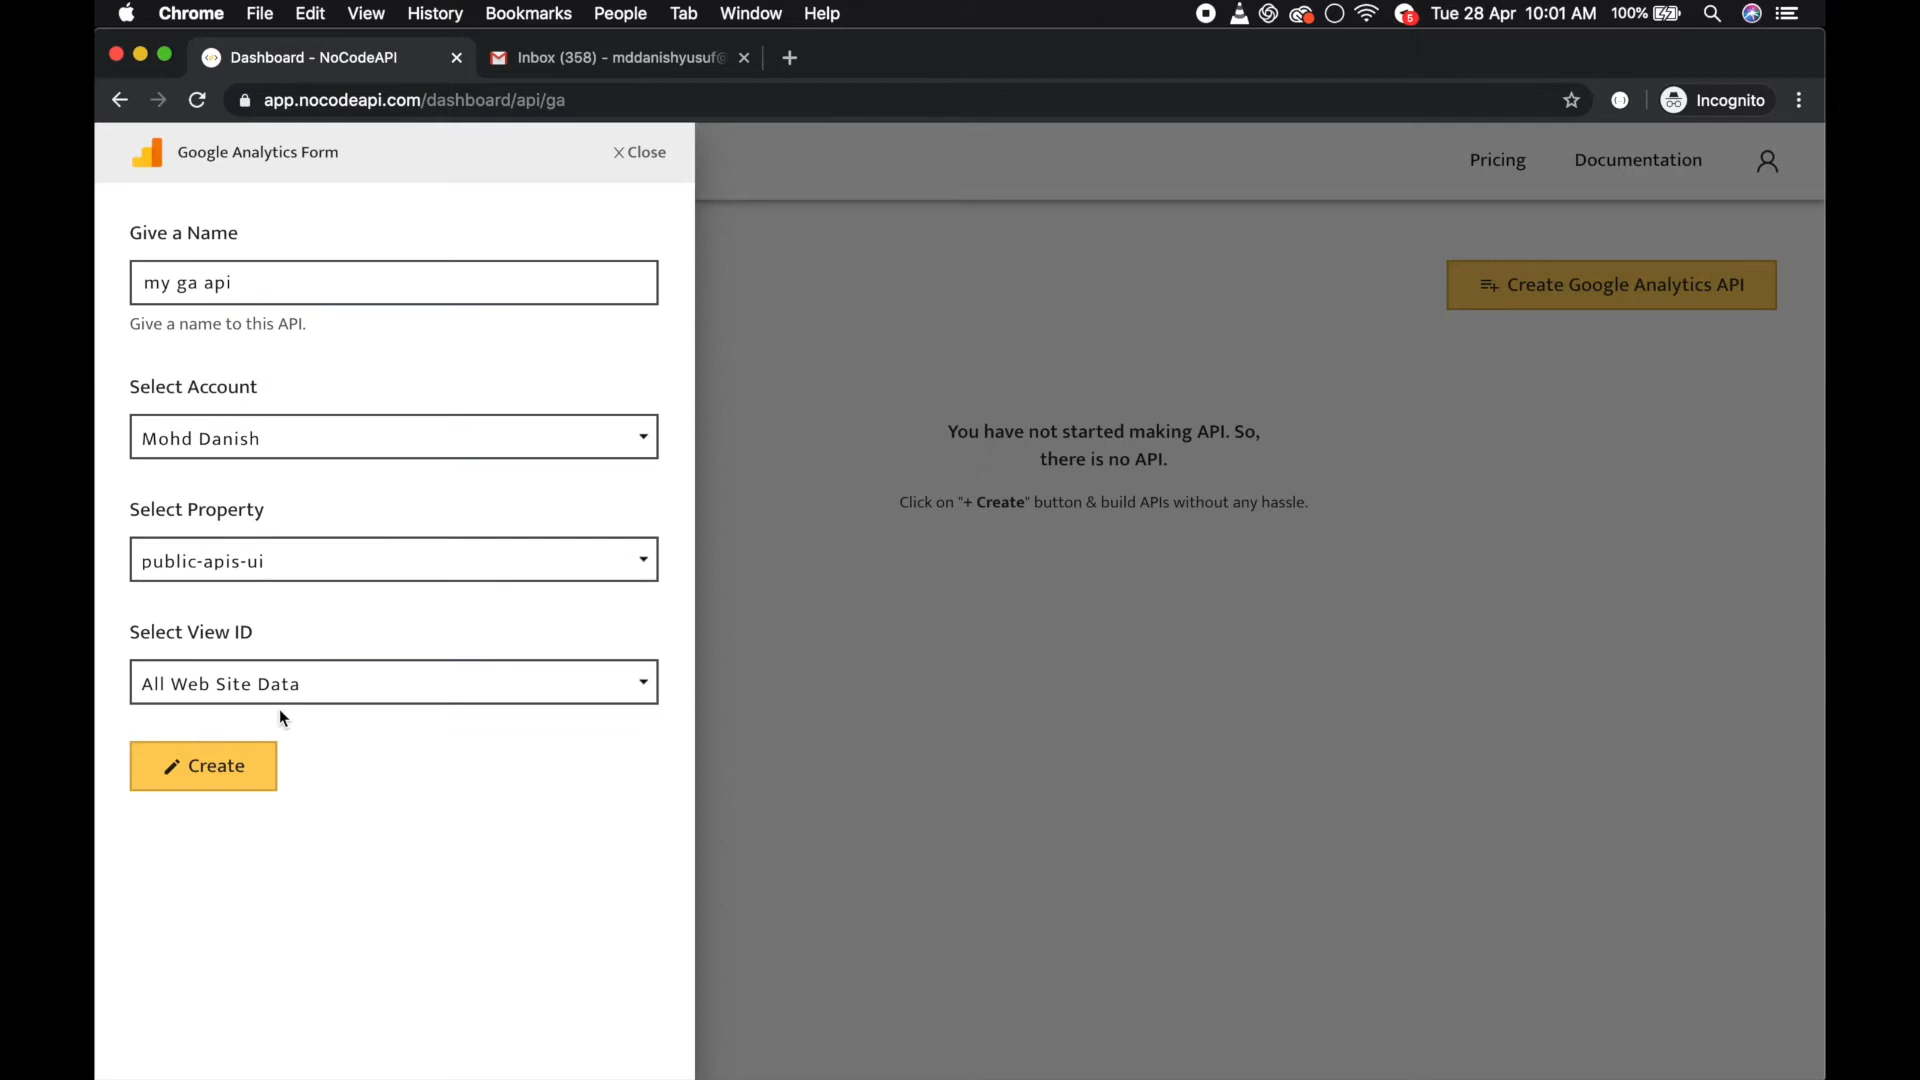 Chrome File Edit View History Bookmarks People Tab Window Help 5 Tue 28 Apr 10:01 AM 100%
Dashboard - NoCodeAPI Inbox (358) - mddanishyusuf@
app.nocodeapi.com/dashboard/api/ga Incognito
Google Analytics Form Close
Pricing Documentation
Give a Name
my ga api
Give a name to this API.
Create Google Analytics API
Select Account
Mohd Danish
You have not started making API. So,
there is no API.
Click on "+ Create" button & build APIs without any hassle.
Select Property
public-apis-ui
Select View ID
All Web Site Data
Create